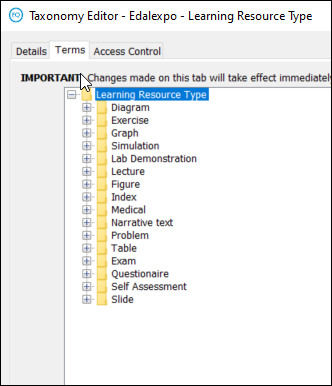 Taxonomy Editor - Edalexpo - Learning Resource Type
Details Terms Access Control
IMPORTANT: Changes made on this tab will take effect immediately
Learning Resource Type
Diagram
Exercise
Graph
Simulation
Lab Demonstration
Lecture
Figure
Index
Medical
Narrative text
Problem
Table
Exam
Questionaire
Self Assessment
Slide